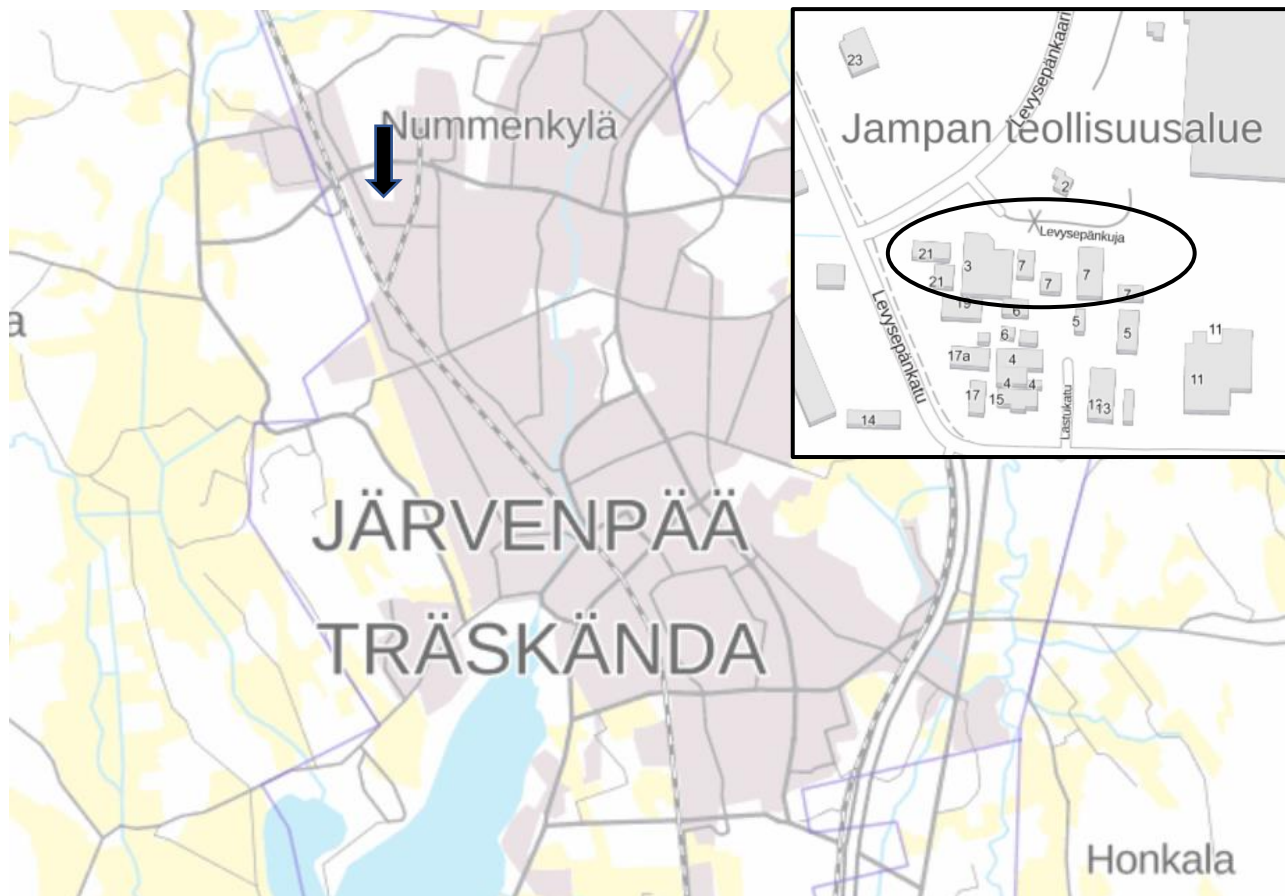 Nummenkylä
a
JÄRVENPÄÄ
TRÄSKÄNDA
Honkala
Levysepänkaari
23
Jampan teollisuusalue
2
Levysepänkuja
21
3
7
7
7
21
7
19
6
5
5
6
11
17a
4
11
Levysepänkatu
4
4
17
15
13
14
Lastukatu